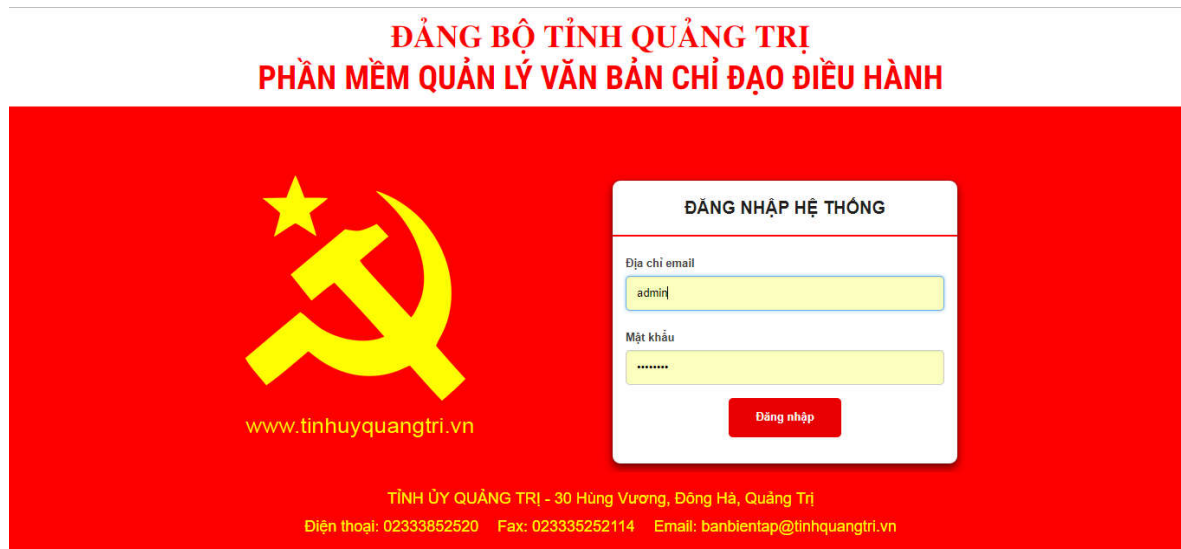 ĐẢNG BỘ TỈNH QUẢNG TRỊ
PHẦN MỀM QUẢN LÝ VĂN BẢN CHỈ ĐẠO ĐIỀU HÀNH
www.tinhuyquangtri.vn
ĐĂNG NHẬP HỆ THỐNG
Địa chỉ email
admin
Mật khẩu
••••••••
Đăng nhập
TỈNH ỦY QUẢNG TRỊ - 30 Hùng Vương, Đông Hà, Quảng Trị
Điện thoại: 02333852520 Fax: 023335252114 Email: banbientap@tinhquangtri.vn